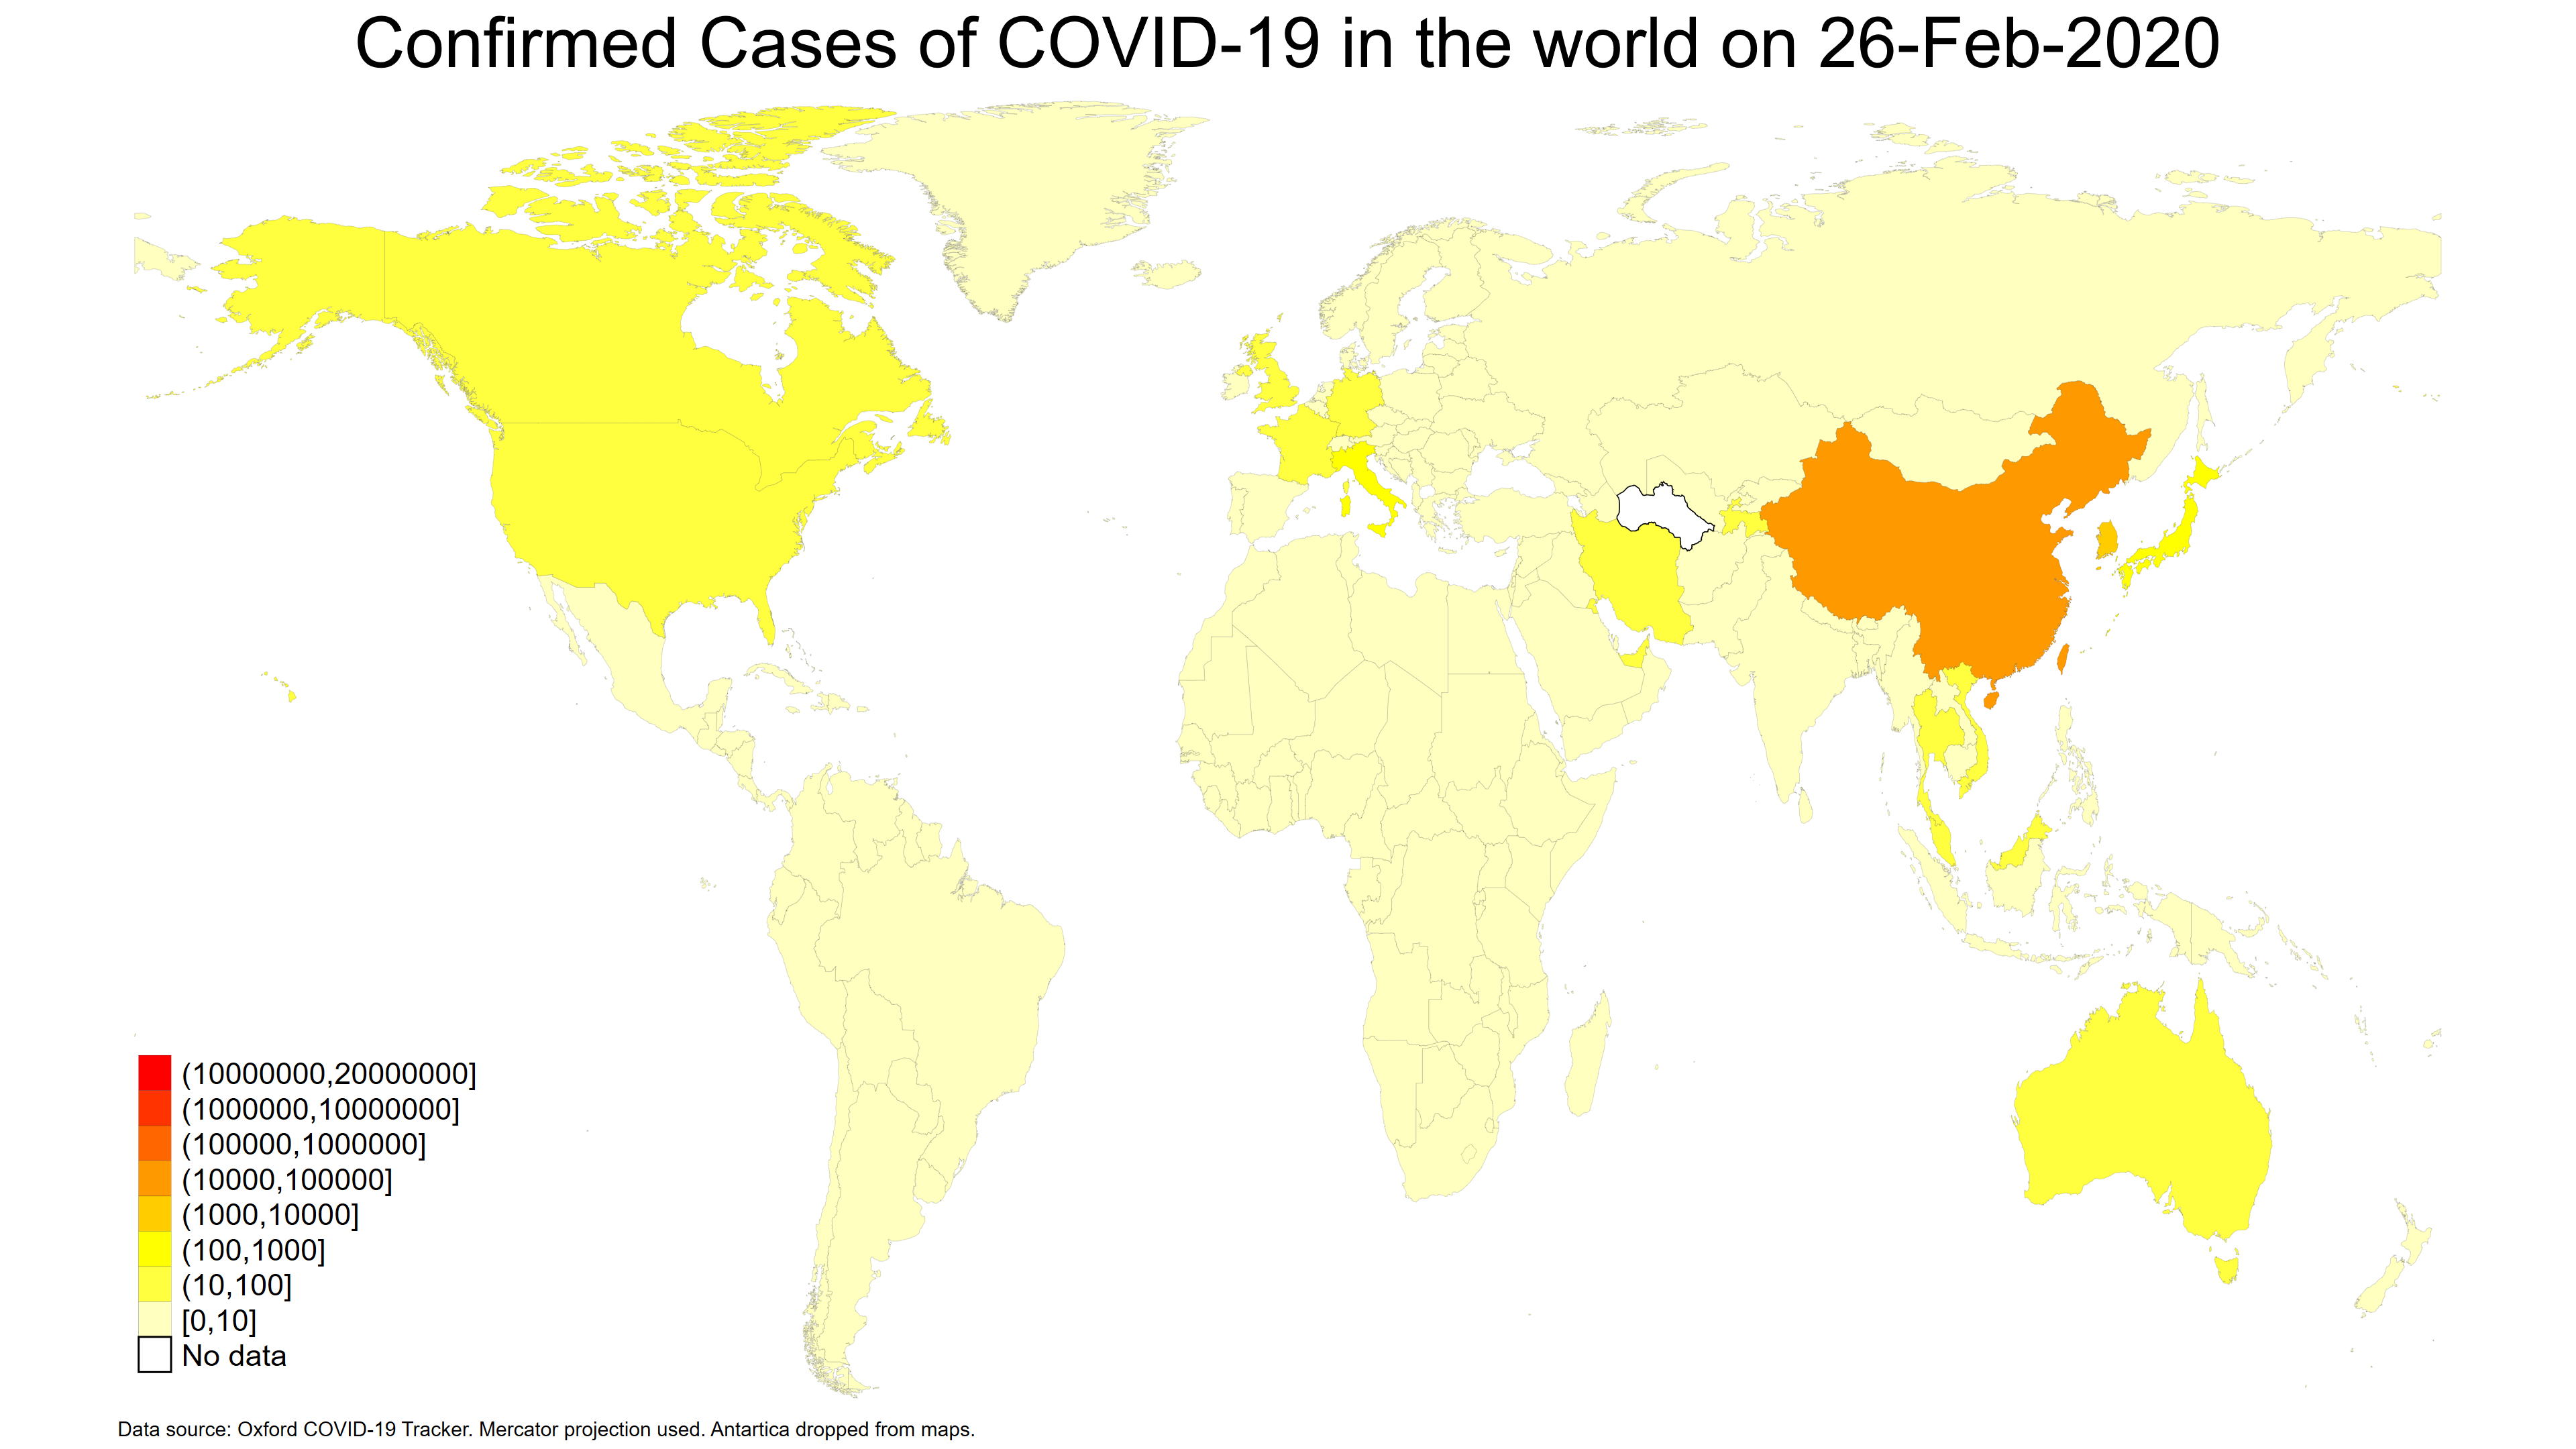 Confirmed Cases of COVID-19 in the world on 26-Feb-2020
(10000000,20000000]
(1000000,10000000]
(100000,1000000]
(10000,100000]
(1000,10000]
(100,1000]
(10,100]
[0,10]
No data
Data source: Oxford COVID-19 Tracker. Mercator projection used. Antartica dropped from maps.